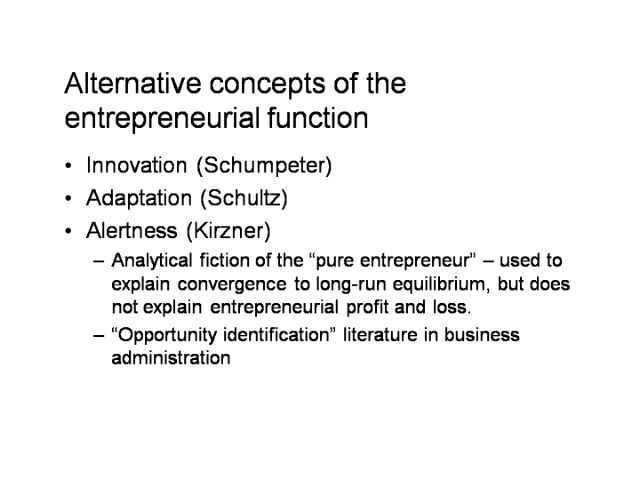 Alternative concepts of the
entrepreneurial function
• Innovation (Schumpeter)
• Adaptation (Schultz)
• Alertness (Kirzner)
– Analytical fiction of the “pure entrepreneur” – used to
explain convergence to long-run equilibrium, but does
not explain entrepreneurial profit and loss.
– “Opportunity identification” literature in business
administration